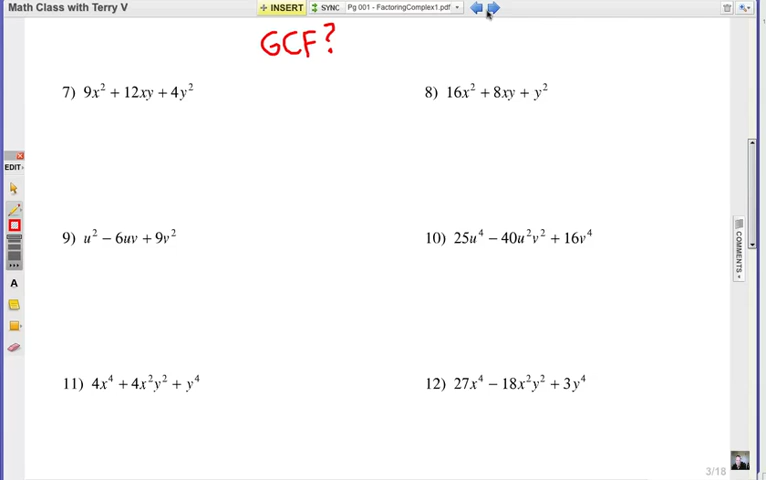 Math Class with Terry V
+ INSERT
SYNC
Pg 001 - FactoringComplex1.pdf
GCF?
7) 9x² + 12xy + 4y²
8) 16x² + 8xy + y²
EDIT
A
9) u² − 6uv + 9v²
10) 25u⁴ − 40u²v² + 16v⁴
COMMENTS
11) 4x⁴ + 4x²y² + y⁴
12) 27x⁴ − 18x²y² + 3y⁴
3/18